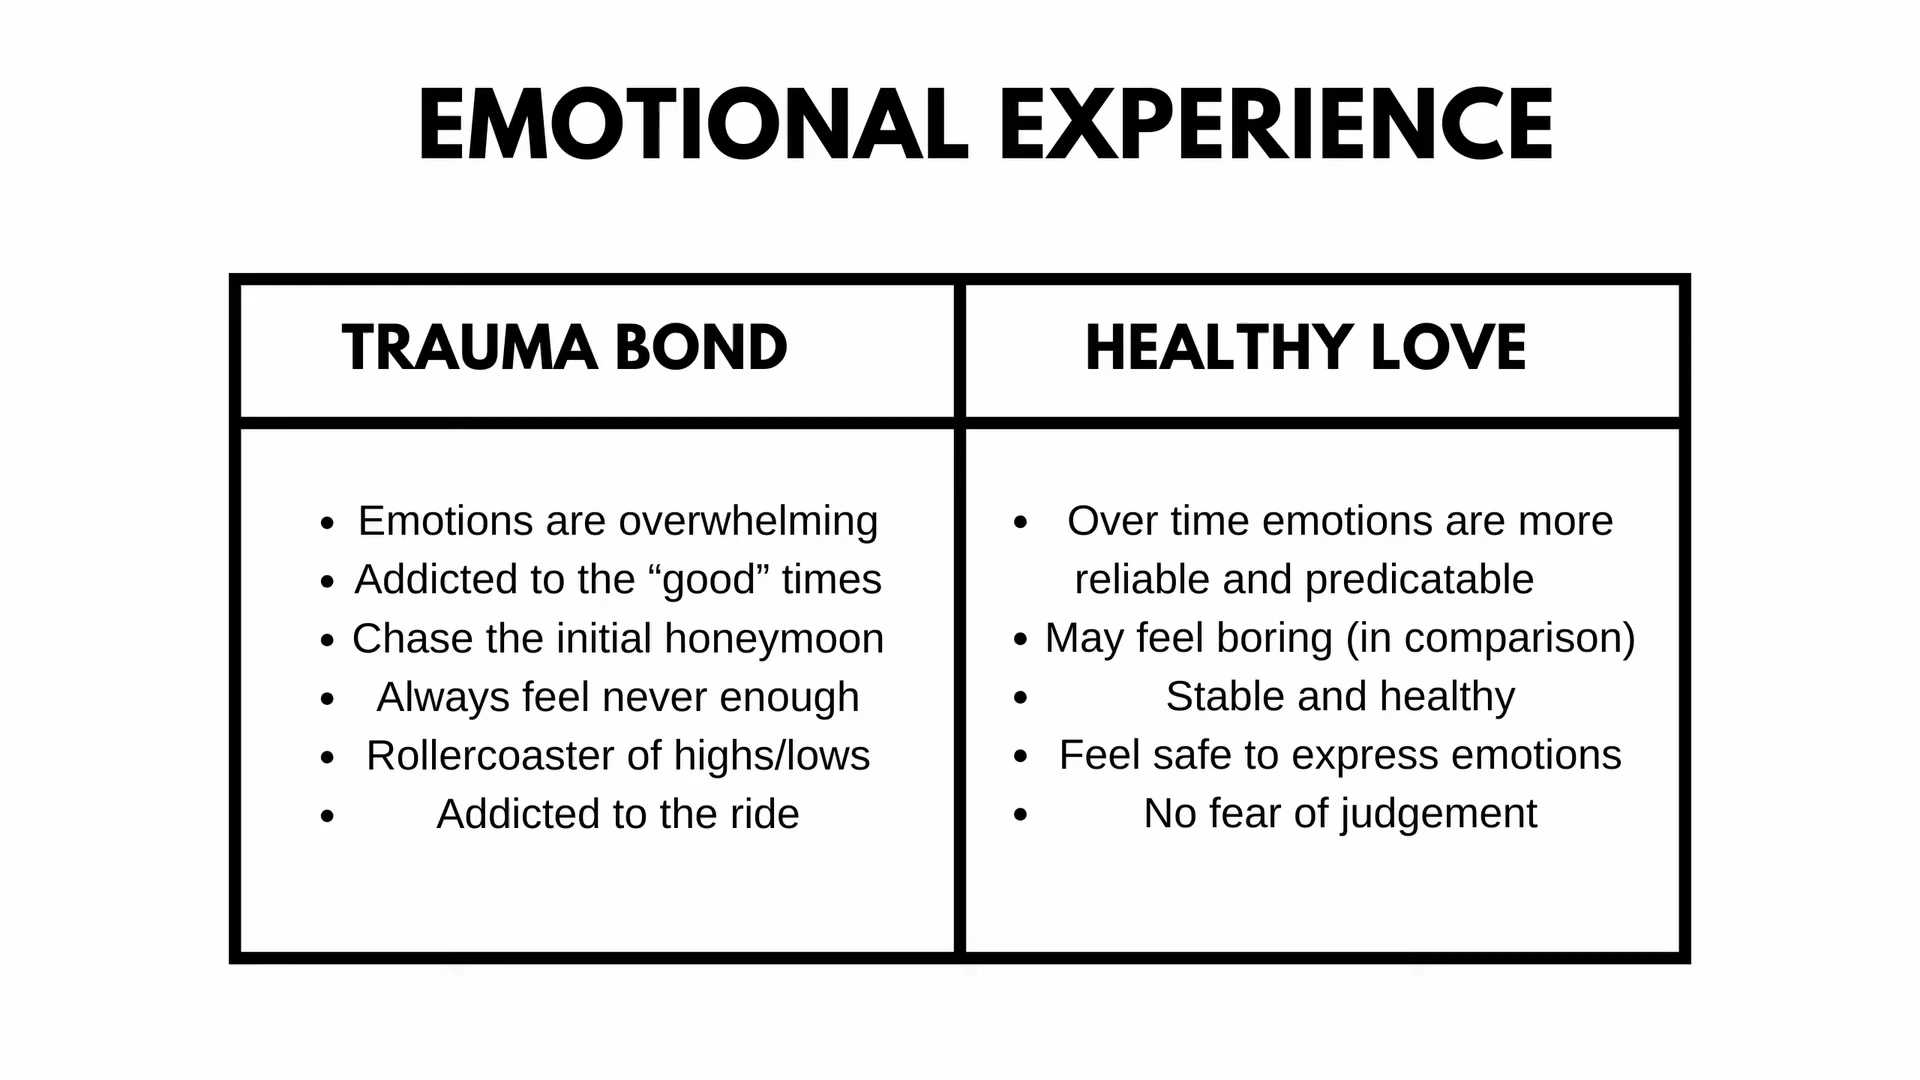 EMOTIONAL EXPERIENCE
TRAUMA BOND
• Emotions are overwhelming
• Addicted to the “good” times
• Chase the initial honeymoon
• Always feel never enough
• Rollercoaster of highs/lows
• Addicted to the ride
HEALTHY LOVE
• Over time emotions are more
reliable and predicatable
• May feel boring (in comparison)
• Stable and healthy
• Feel safe to express emotions
• No fear of judgement